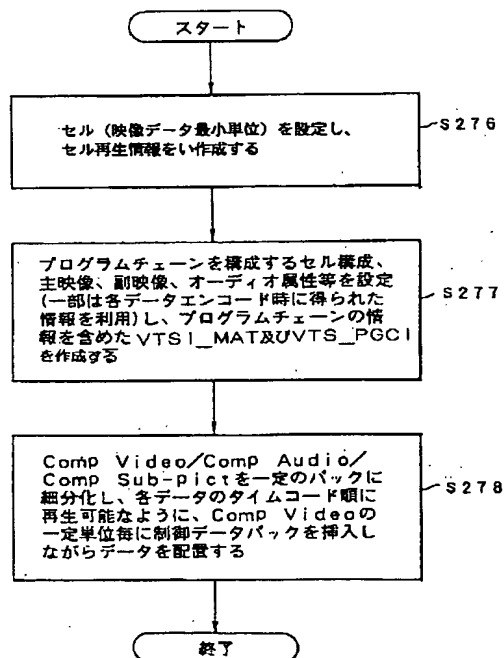 スタート
セル(映像データ最小単位)を設定し、
セル再生情報をい作成する
S276
プログラムチェーンを構成するセル構成、
主映像、副映像、オーディオ属性等を設定
(一部は各データエンコード時に得られた
情報を利用)し、プログラムチェーンの情
報を含めたVTSI_MAT及びVTS_PGCI
を作成する
S277
Comp Video/Comp Audio/
Comp Sub-pictを一定のパックに
細分化し、各データのタイムコード順に
再生可能なように、Comp Videoの
一定単位毎に制御データパックを挿入し
ながらデータを配置する
S278
終了